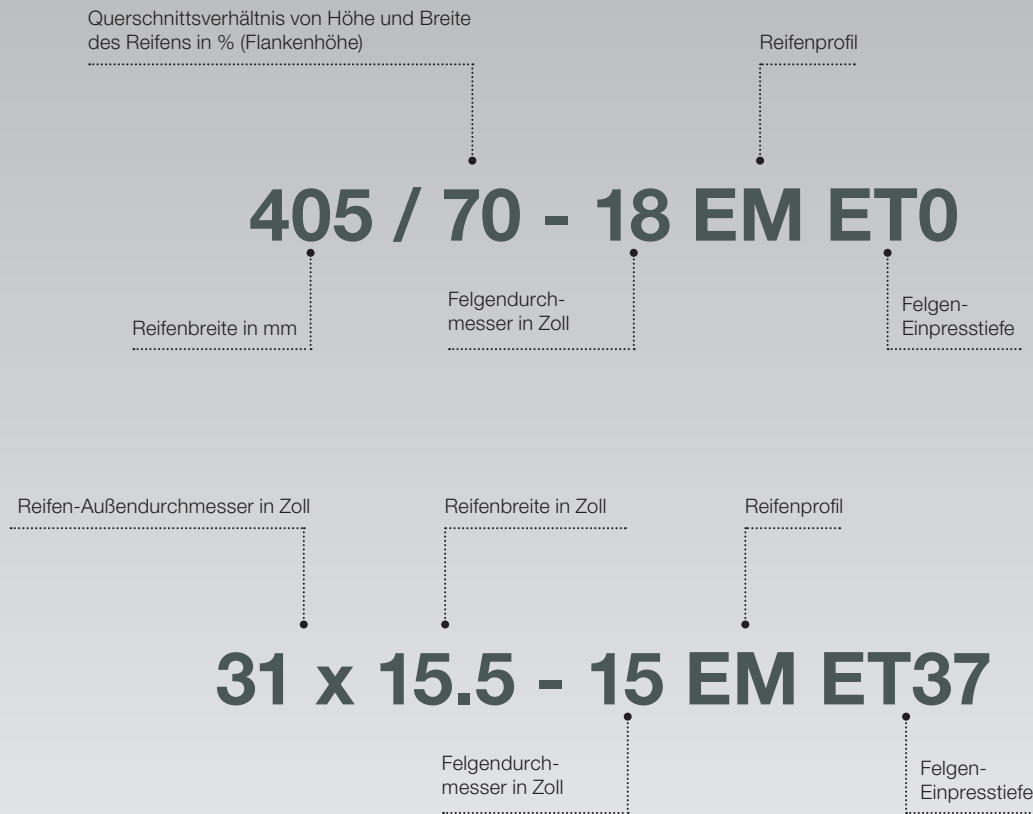 Querschnittsverhältnis von Höhe und Breite
des Reifens in % (Flankenhöhe)
Reifenprofil
405 / 70 - 18 EM ET0
Reifenbreite in mm
Felgendurch-
messer in Zoll
Felgen-
Einpresstiefe
Reifen-Außendurchmesser in Zoll
Reifenbreite in Zoll
Reifenprofil
31 x 15.5 - 15 EM ET37
Felgendurch-
messer in Zoll
Felgen-
Einpresstiefe